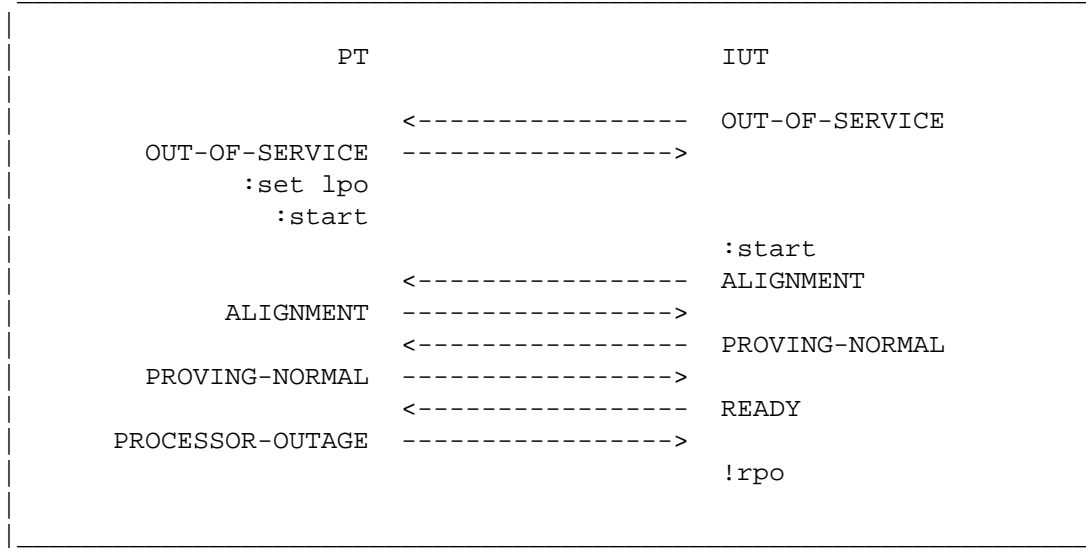 PT IUT
<----------------- OUT-OF-SERVICE
OUT-OF-SERVICE ----------------->
:set lpo
:start
:start
<----------------- ALIGNMENT
ALIGNMENT ----------------->
<----------------- PROVING-NORMAL
PROVING-NORMAL ----------------->
<----------------- READY
PROCESSOR-OUTAGE ----------------->
!rpo